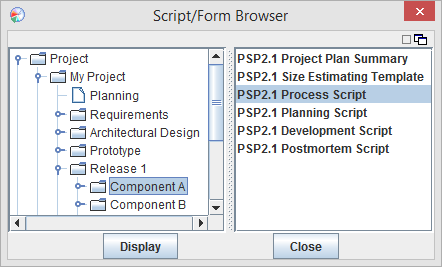 Script/Form Browser
Project
My Project
Planning
Requirements
Architectural Design
Prototype
Release 1
Component A
Component B
PSP2.1 Project Plan Summary
PSP2.1 Size Estimating Template
PSP2.1 Process Script
PSP2.1 Planning Script
PSP2.1 Development Script
PSP2.1 Postmortem Script
Display
Close